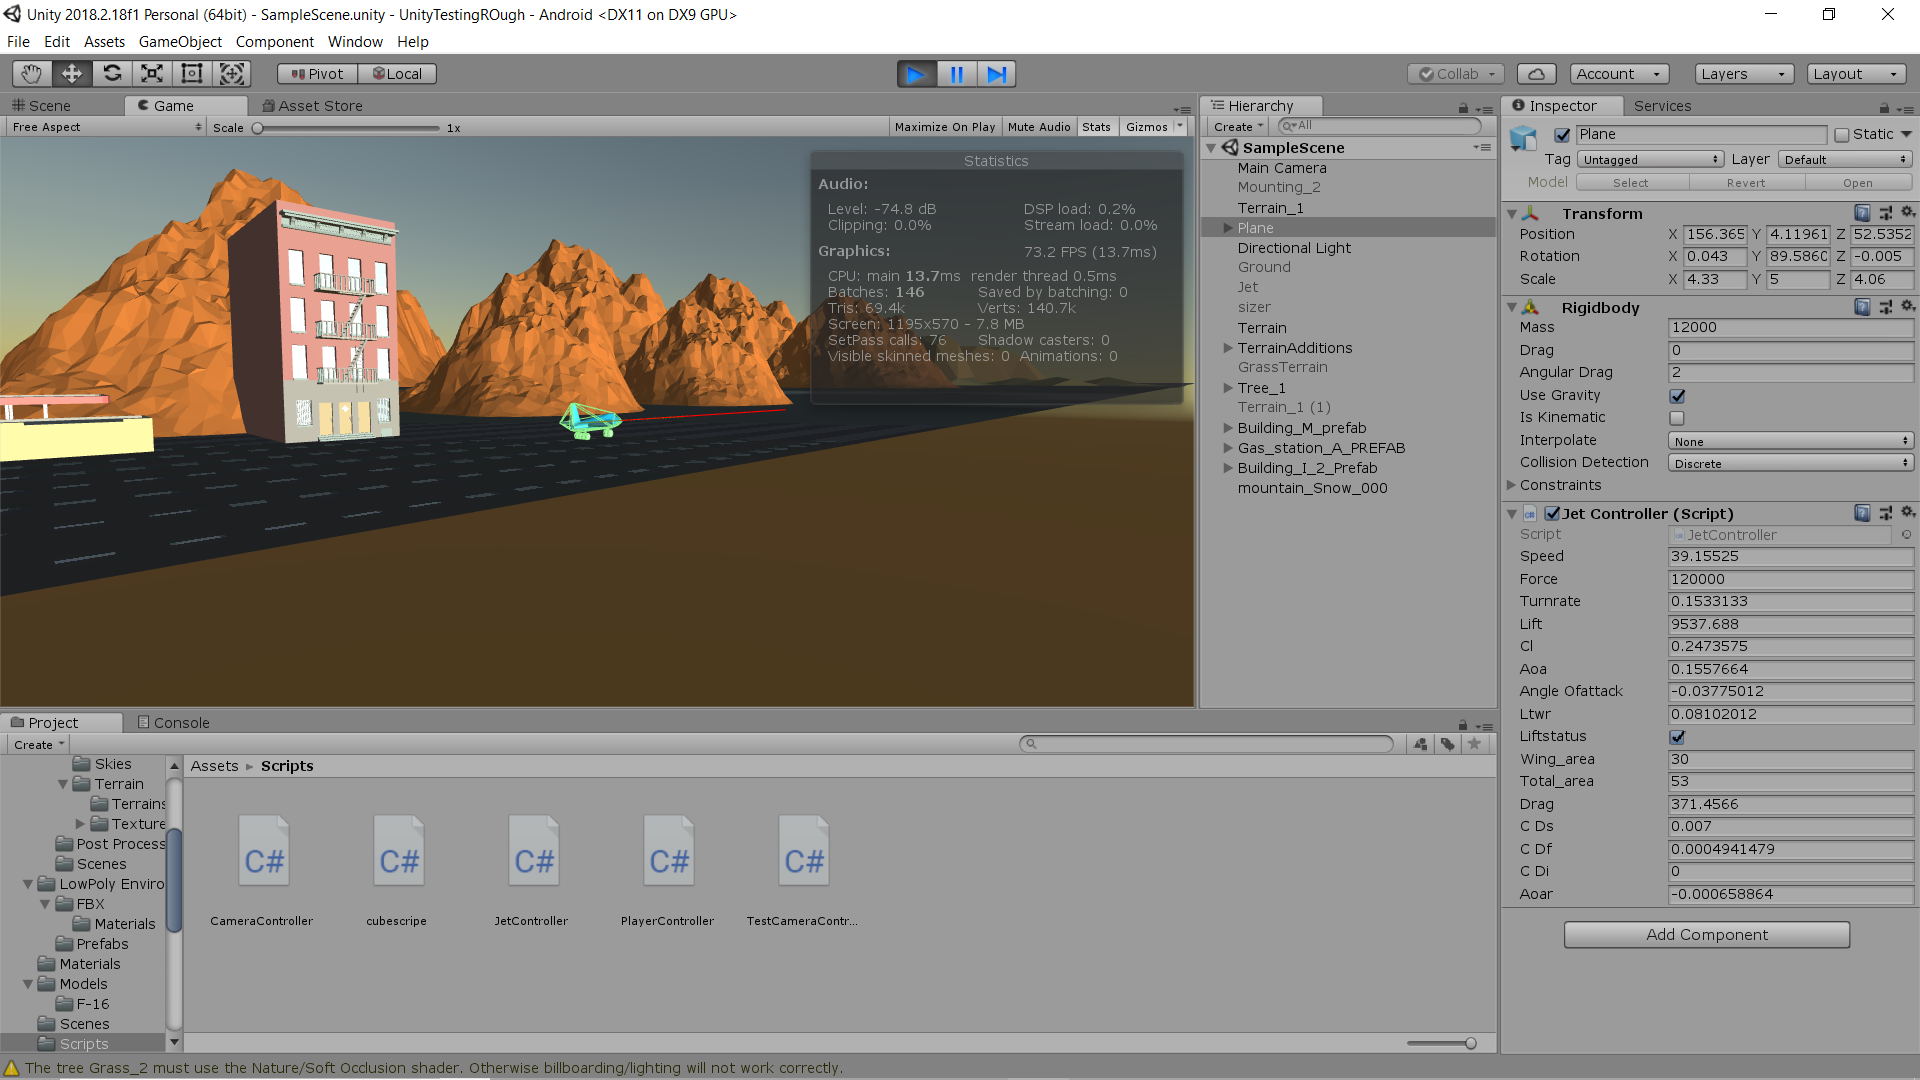 Unity 2018.2.18f1 Personal (64bit) - SampleScene.unity - UnityTestingROugh - Android <DX11 on DX9 GPU>
File Edit Assets GameObject Component Window Help
Pivot Local Collab Account Layers Layout
Scene Game Asset Store
Free Aspect Scale 1x Maximize On Play Mute Audio Stats Gizmos
Statistics
Audio:
Level: -74.8 dB DSP load: 0.2%
Clipping: 0.0% Stream load: 0.0%
Graphics: 73.2 FPS (13.7ms)
CPU: main 13.7ms render thread 0.5ms
Batches: 146 Saved by batching: 0
Tris: 69.4k Verts: 140.7k
Screen: 1195x570 - 7.8 MB
SetPass calls: 76 Shadow casters: 0
Visible skinned meshes: 0 Animations: 0
Hierarchy
Create All
SampleScene
Main Camera
Mounting_2
Terrain_1
Plane
Directional Light
Ground
Jet
sizer
Terrain
TerrainAdditions
GrassTerrain
Tree_1
Terrain_1 (1)
Building_M_prefab
Gas_station_A_PREFAB
Building_I_2_Prefab
mountain_Snow_000
Inspector Services
Plane Static
Tag Untagged Layer Default
Model Select Revert Open
Transform
Position X 156.365 Y 4.11961 Z 52.5352
Rotation X 0.043 Y 89.5860 Z -0.005
Scale X 4.33 Y 5 Z 4.06
Rigidbody
Mass 12000
Drag 0
Angular Drag 2
Use Gravity
Is Kinematic
Interpolate None
Collision Detection Discrete
Constraints
Jet Controller (Script)
Script JetController
Speed 39.15525
Force 120000
Turnrate 0.1533133
Lift 9537.688
Cl 0.2473575
Aoa 0.1557664
Angle Ofattack -0.03775012
Ltwr 0.08102012
Liftstatus
Wing_area 30
Total_area 53
Drag 371.4566
C Ds 0.007
C Df 0.0004941479
C Di 0
Aoar -0.000658864
Add Component
Project Console
Create
Skies
Terrain
Terrains
Texture
Post Process
Scenes
LowPoly Enviro
FBX
Materials
Prefabs
Materials
Models
F-16
Scenes
Scripts
Assets Scripts
C# C# C# C# C#
CameraController cubescripe JetController PlayerController TestCameraContr...
The tree Grass_2 must use the Nature/Soft Occlusion shader. Otherwise billboarding/lighting will not work correctly.